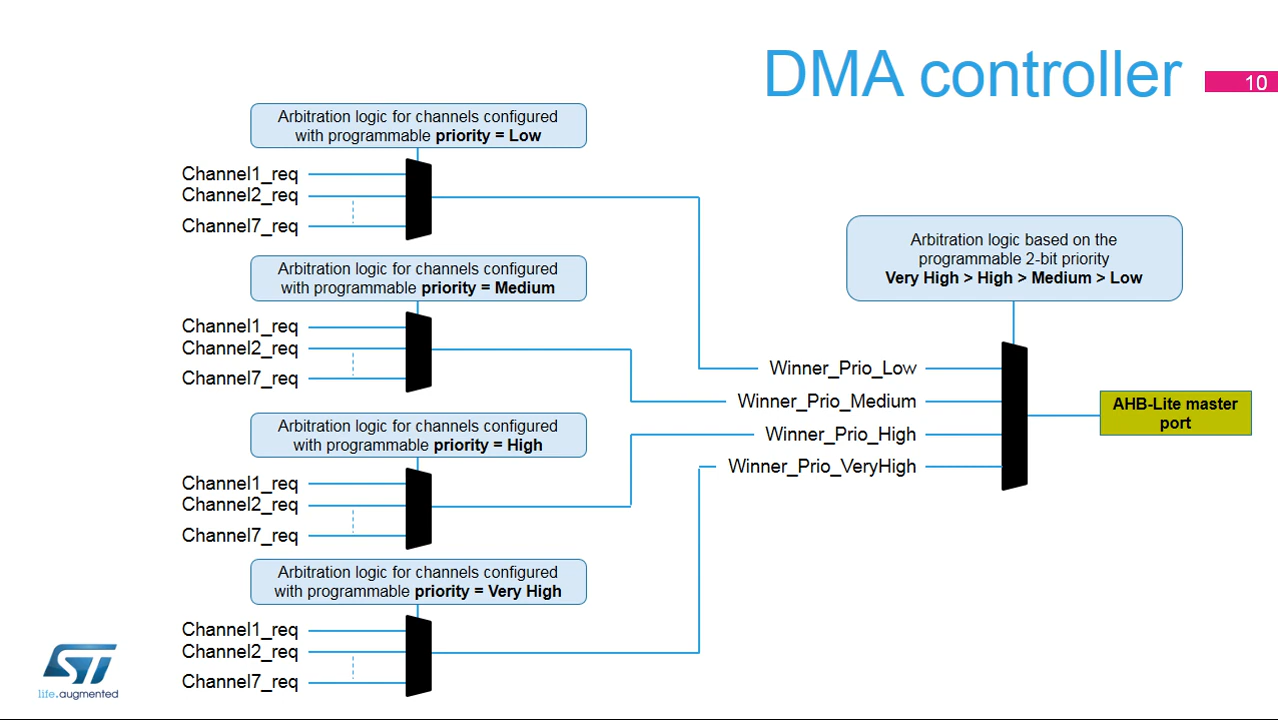 DMA controller
10
Arbitration logic for channels configured
with programmable priority = Low
Channel1_req
Channel2_req
Channel7_req
Arbitration logic for channels configured
with programmable priority = Medium
Channel1_req
Channel2_req
Channel7_req
Arbitration logic for channels configured
with programmable priority = High
Channel1_req
Channel2_req
Channel7_req
Arbitration logic for channels configured
with programmable priority = Very High
Channel1_req
Channel2_req
Channel7_req
Arbitration logic based on the
programmable 2-bit priority
Very High > High > Medium > Low
Winner_Prio_Low
Winner_Prio_Medium
Winner_Prio_High
Winner_Prio_VeryHigh
AHB-Lite master
port
ST
life.augmented